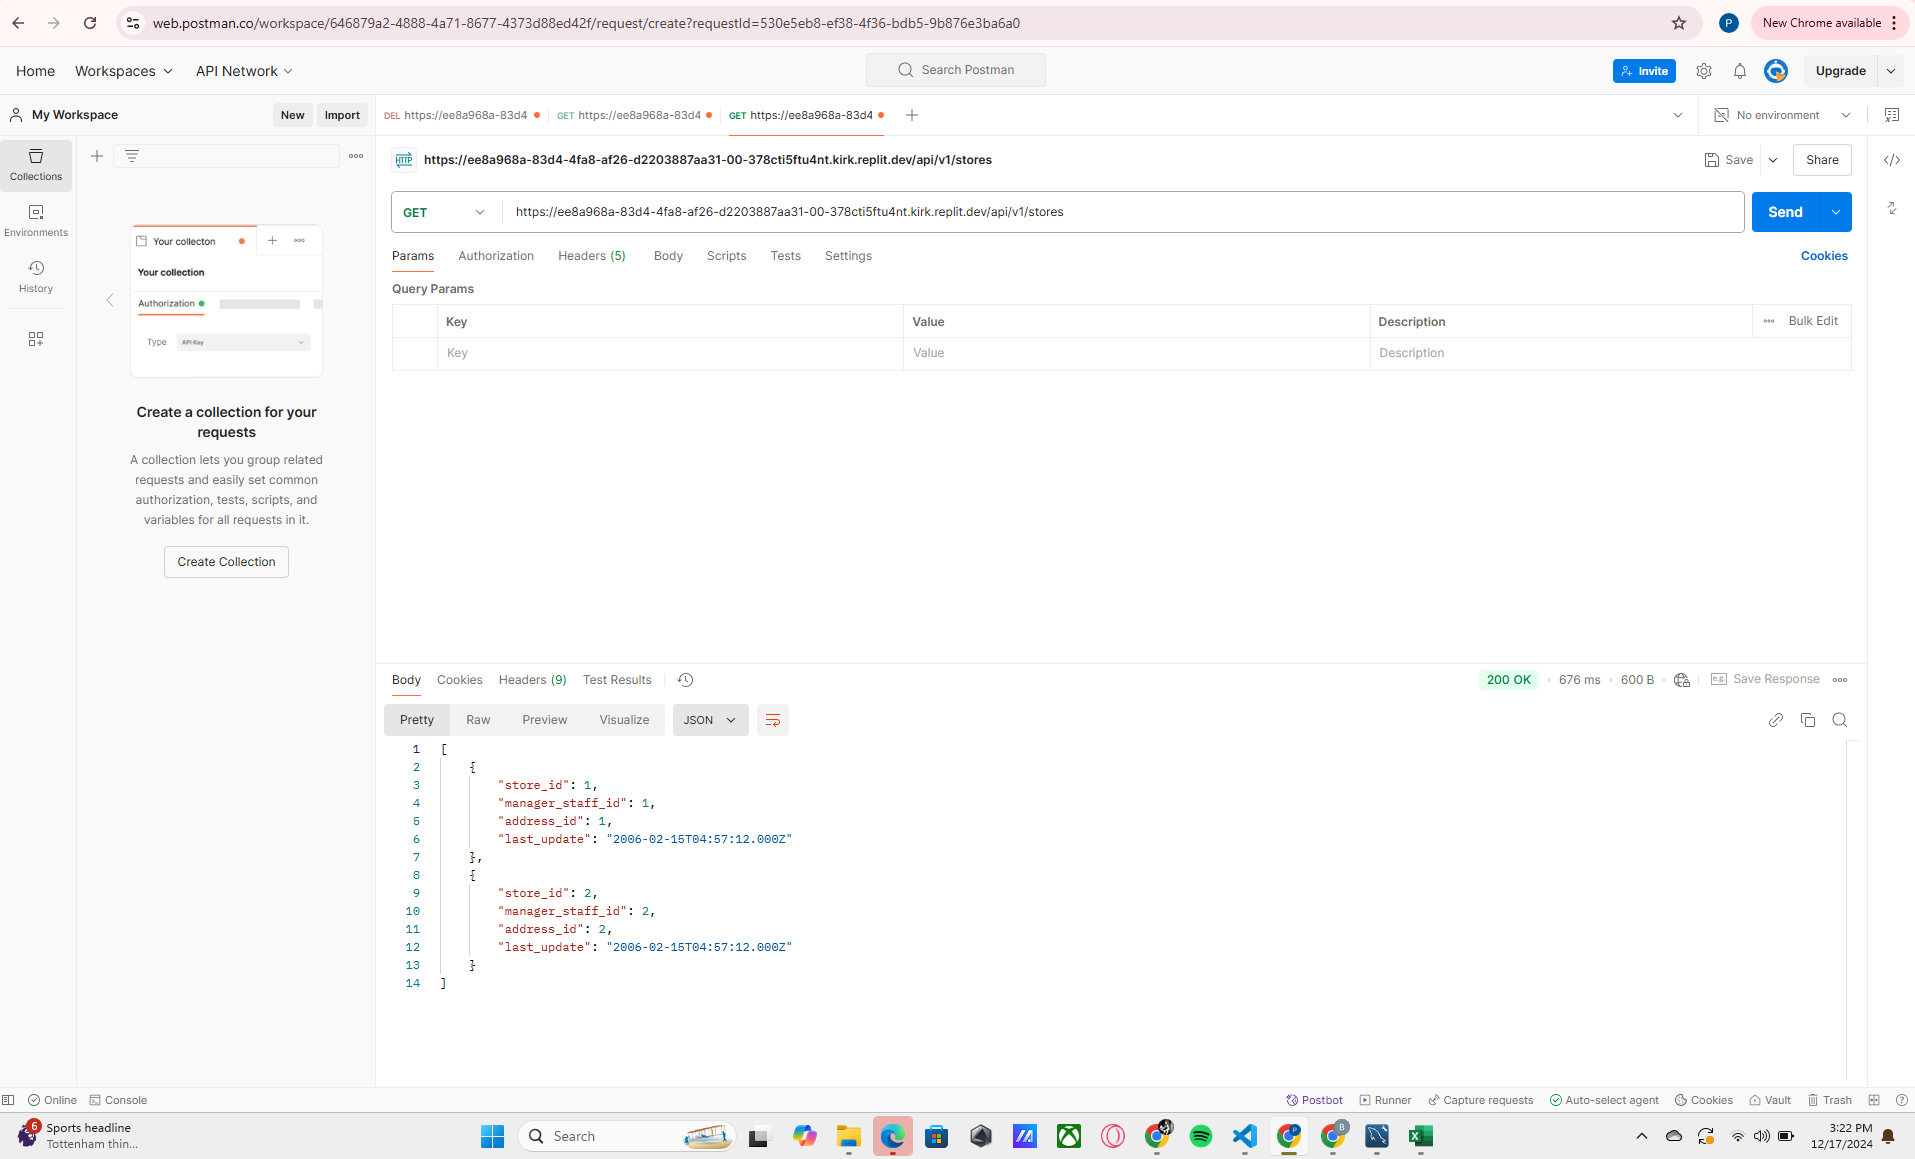 web.postman.co/workspace/646879a2-4888-4a71-8677-4373d88ed42f/request/create?requestId=530e5eb8-ef38-4f36-bdb5-9b876e3ba6a0
P
New Chrome available
Home
Workspaces
API Network
Search Postman
Invite
Upgrade
My Workspace
New
Import
DEL https://ee8a968a-83d4
GET https://ee8a968a-83d4
GET https://ee8a968a-83d4
No environment
Collections
Environments
History
Your collecton
Your collection
Authorization
Type
API Key
Create a collection for your
requests
A collection lets you group related
requests and easily set common
authorization, tests, scripts, and
variables for all requests in it.
Create Collection
HTTP
https://ee8a968a-83d4-4fa8-af26-d2203887aa31-00-378cti5ftu4nt.kirk.replit.dev/api/v1/stores
Save
Share
GET
https://ee8a968a-83d4-4fa8-af26-d2203887aa31-00-378cti5ftu4nt.kirk.replit.dev/api/v1/stores
Send
Params
Authorization
Headers (5)
Body
Scripts
Tests
Settings
Cookies
Query Params
Key
Value
Description
Bulk Edit
Key
Value
Description
Body
Cookies
Headers (9)
Test Results
200 OK
676 ms
600 B
e.g.
Save Response
Pretty
Raw
Preview
Visualize
JSON
1 [
2 {
3 "store_id": 1,
4 "manager_staff_id": 1,
5 "address_id": 1,
6 "last_update": "2006-02-15T04:57:12.000Z"
7 },
8 {
9 "store_id": 2,
10 "manager_staff_id": 2,
11 "address_id": 2,
12 "last_update": "2006-02-15T04:57:12.000Z"
13 }
14 ]
Online
Console
Postbot
Runner
Capture requests
Auto-select agent
Cookies
Vault
Trash
6
Sports headline
Tottenham thin...
Search
P
B
3:22 PM
12/17/2024